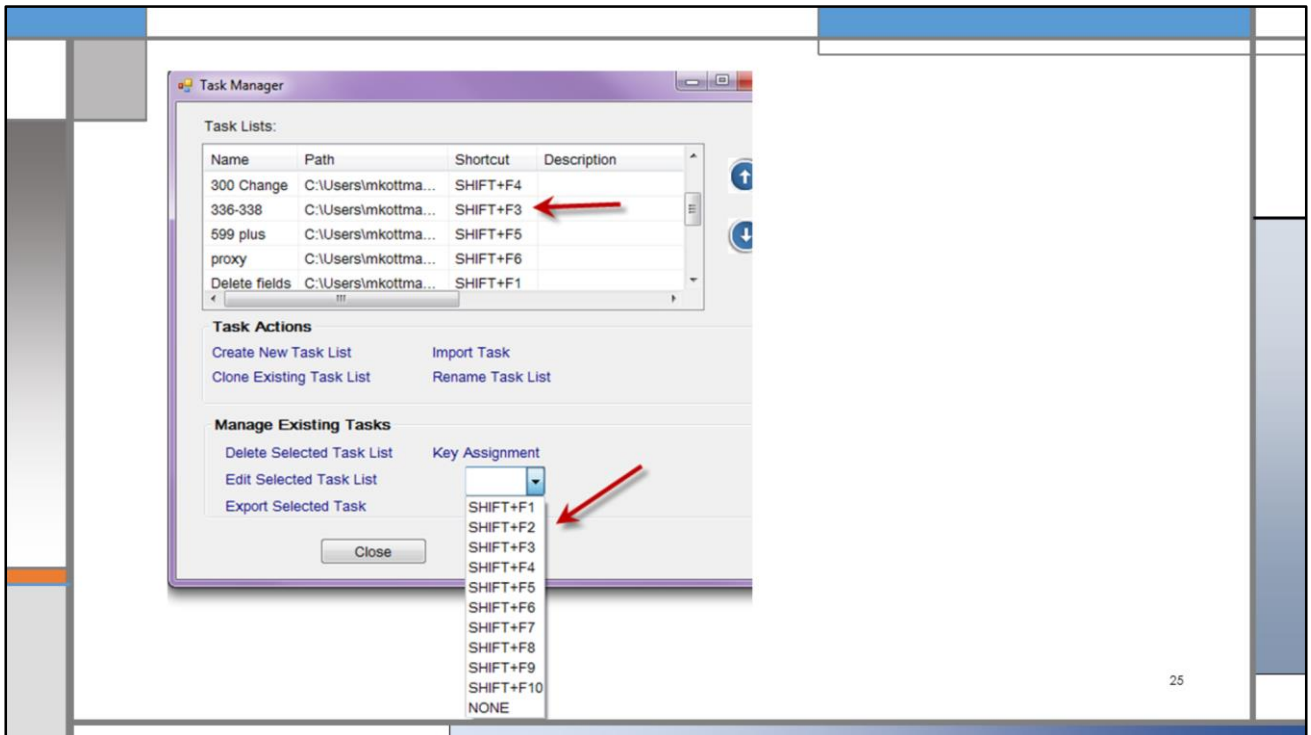 Task Manager
Task Lists:
Name Path Shortcut Description
300 Change C:\Users\mkottma... SHIFT+F4
336-338 C:\Users\mkottma... SHIFT+F3
599 plus C:\Users\mkottma... SHIFT+F5
proxy C:\Users\mkottma... SHIFT+F6
Delete fields C:\Users\mkottma... SHIFT+F1
Task Actions
Create New Task List Import Task
Clone Existing Task List Rename Task List
Manage Existing Tasks
Delete Selected Task List Key Assignment
Edit Selected Task List
Export Selected Task
Close
SHIFT+F1
SHIFT+F2
SHIFT+F3
SHIFT+F4
SHIFT+F5
SHIFT+F6
SHIFT+F7
SHIFT+F8
SHIFT+F9
SHIFT+F10
NONE
25